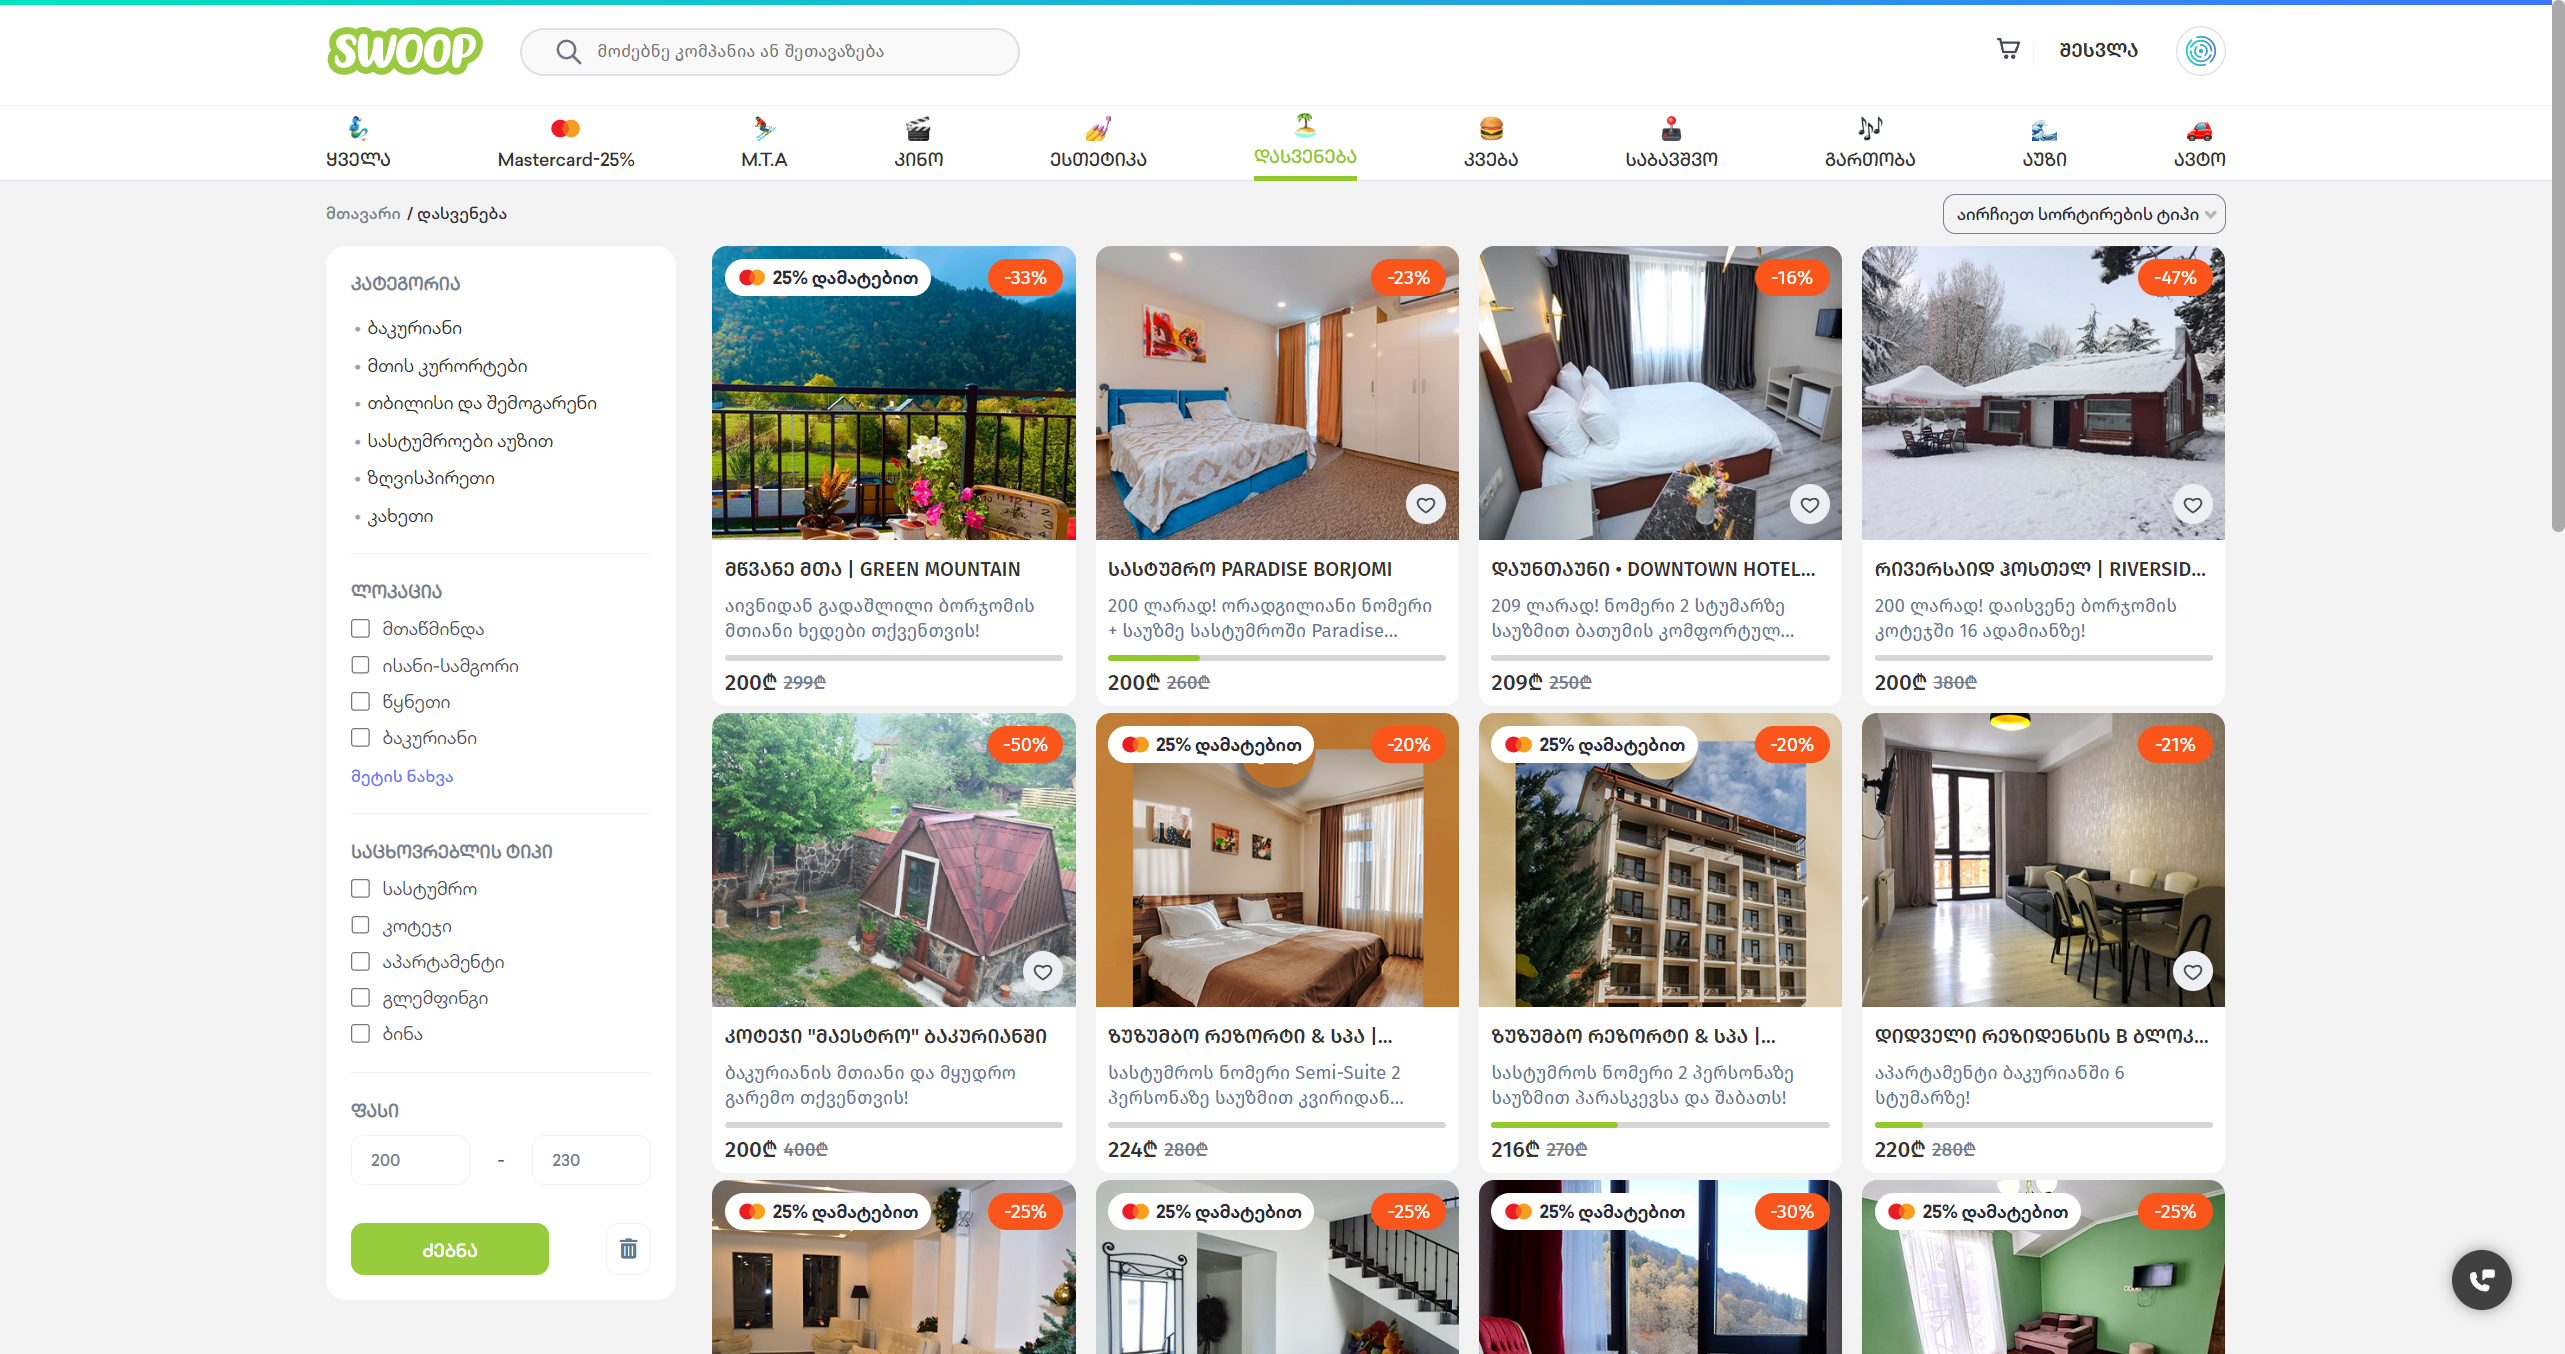 SWOOP
მოძებნე კომპანია ან შეთავაზება
შესვლა
ყველა
Mastercard-25%
M.T.A
კინო
ესთეტიკა
დასვენება
კვება
საბავშვო
გართობა
აუზი
ავტო
მთავარი / დასვენება
აირჩიეთ სორტირების ტიპი
კატეგორია
• ბაკურიანი
• მთის კურორტები
• თბილისი და შემოგარენი
• სასტუმროები აუზით
• ზღვისპირეთი
• კახეთი
ლოკაცია
მთაწმინდა
ისანი-სამგორი
წყნეთი
ბაკურიანი
მეტის ნახვა
საცხოვრებლის ტიპი
სასტუმრო
კოტეჯი
აპარტამენტი
გლემფინგი
ბინა
ფასი
200 - 230
ძებნა
25% დამატებით
-33%
მწვანე მთა | GREEN MOUNTAIN
აივნიდან გადაშლილი ბორჯომის
მთიანი ხედები თქვენთვის!
200₾ 299₾
-23%
სასტუმრო PARADISE BORJOMI
200 ლარად! ორადგილიანი ნომერი
+ საუზმე სასტუმროში Paradise...
200₾ 260₾
-16%
დაუნთაუნი • DOWNTOWN HOTEL...
209 ლარად! ნომერი 2 სტუმარზე
საუზმით ბათუმის კომფორტულ...
209₾ 250₾
-47%
რივერსაიდ ჰოსთელ | RIVERSID...
200 ლარად! დაისვენე ბორჯომის
კოტეჯში 16 ადამიანზე!
200₾ 380₾
-50%
კოტეჯი "მაესტრო" ბაკურიანში
ბაკურიანის მთიანი და მყუდრო
გარემო თქვენთვის!
200₾ 400₾
25% დამატებით
-20%
ზუზუმბო რეზორტი & სპა |...
სასტუმროს ნომერი Semi-Suite 2
პერსონაზე საუზმით კვირიდან...
224₾ 280₾
25% დამატებით
-20%
ზუზუმბო რეზორტი & სპა |...
სასტუმროს ნომერი 2 პერსონაზე
საუზმით პარასკევსა და შაბათს!
216₾ 270₾
-21%
დიდველი რეზიდენსის B ბლოკ...
აპარტამენტი ბაკურიანში 6
სტუმარზე!
220₾ 280₾
25% დამატებით
-25%
25% დამატებით
-25%
25% დამატებით
-30%
25% დამატებით
-25%